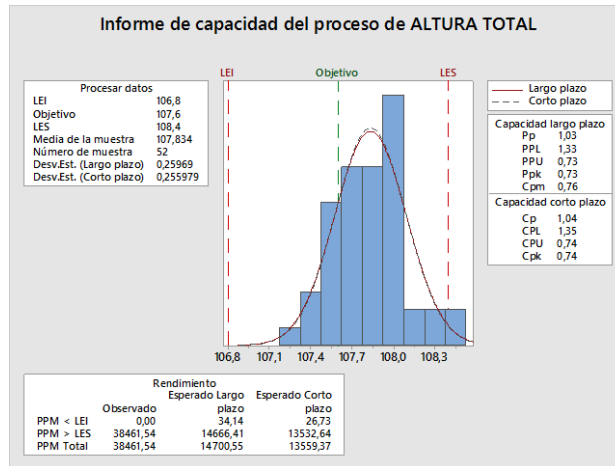 Informe de capacidad del proceso de ALTURA TOTAL
LEI Objetivo LES
Procesar datos
LEI 106,8
Objetivo 107,6
LES 108,4
Media de la muestra 107,834
Número de muestra 52
Desv.Est. (Largo plazo) 0,25969
Desv.Est. (Corto plazo) 0,255979
Largo plazo
Corto plazo
Capacidad largo plazo
Pp 1,03
PPL 1,33
PPU 0,73
Ppk 0,73
Cpm 0,76
Capacidad corto plazo
Cp 1,04
CPL 1,35
CPU 0,74
Cpk 0,74
106,8 107,1 107,4 107,7 108,0 108,3
Rendimiento
Esperado Largo Esperado Corto
Observado plazo plazo
PPM < LEI 0,00 34,14 26,73
PPM > LES 38461,54 14666,41 13532,64
PPM Total 38461,54 14700,55 13559,37